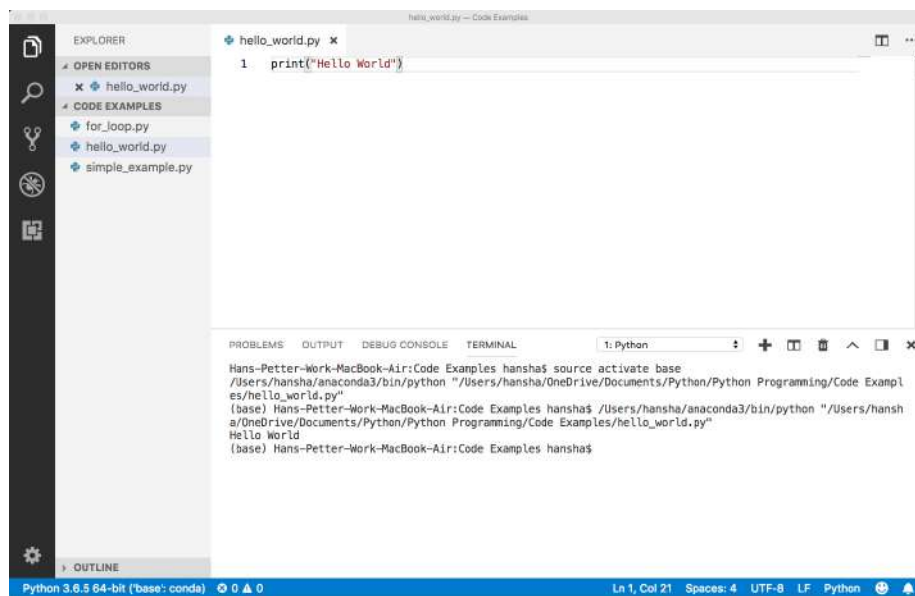 hello_world.py — Code Examples
EXPLORER
OPEN EDITORS
hello_world.py
CODE EXAMPLES
for_loop.py
hello_world.py
simple_example.py
OUTLINE
hello_world.py
1 print("Hello World")
PROBLEMS OUTPUT DEBUG CONSOLE TERMINAL 1: Python
Hans-Petter-Work-MacBook-Air:Code Examples hansha$ source activate base
/Users/hansha/anaconda3/bin/python "/Users/hansha/OneDrive/Documents/Python/Python Programming/Code Exampl
es/hello_world.py"
(base) Hans-Petter-Work-MacBook-Air:Code Examples hansha$ /Users/hansha/anaconda3/bin/python "/Users/hansh
a/OneDrive/Documents/Python/Python Programming/Code Examples/hello_world.py"
Hello World
(base) Hans-Petter-Work-MacBook-Air:Code Examples hansha$
Python 3.6.5 64-bit ('base': conda) 0 0 Ln 1, Col 21 Spaces: 4 UTF-8 LF Python